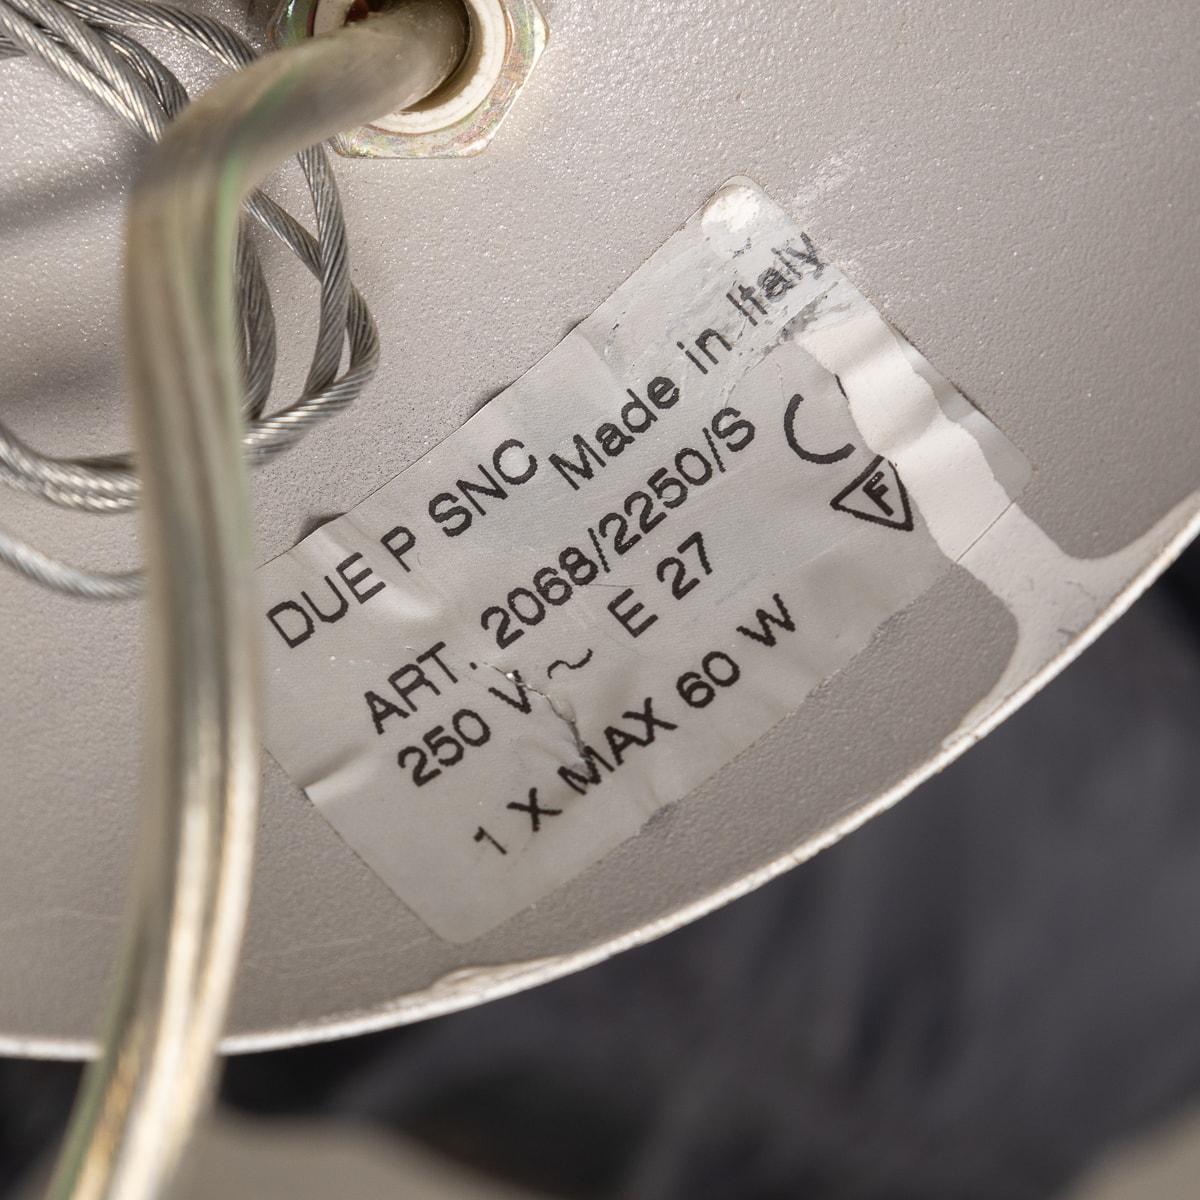 DUE P SNC Made in Italy
ART. 2068/2250/S
250 V ~ E 27
1 X MAX 60 W
C
F